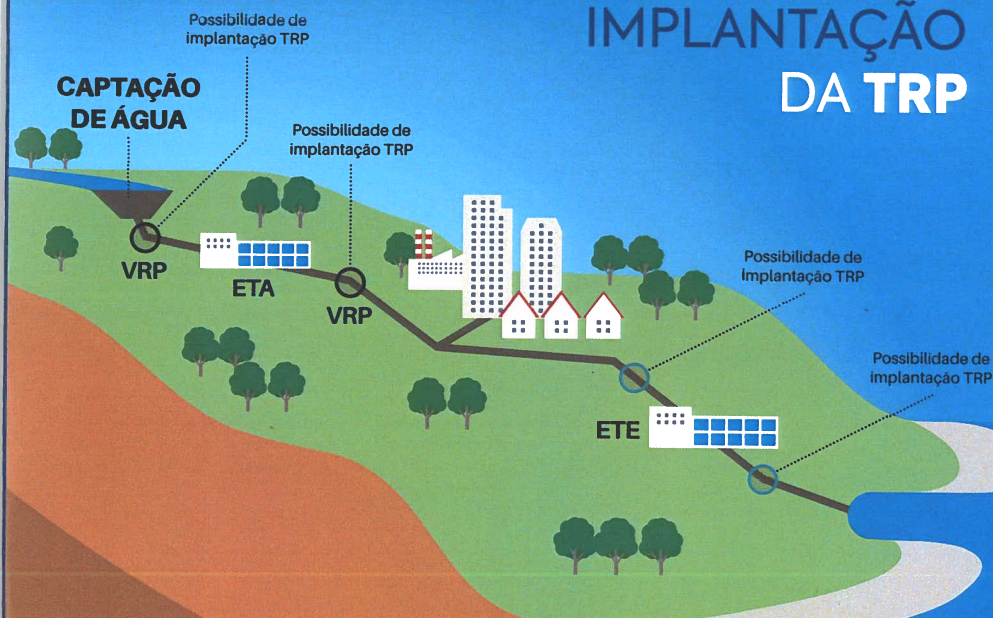 IMPLANTAÇÃO
DA TRP
Possibilidade de
implantação TRP
CAPTAÇÃO
DE ÁGUA
Possibilidade de
implantação TRP
VRP
ETA
VRP
Possibilidade de
implantação TRP
Possibilidade de
implantação TRP
ETE